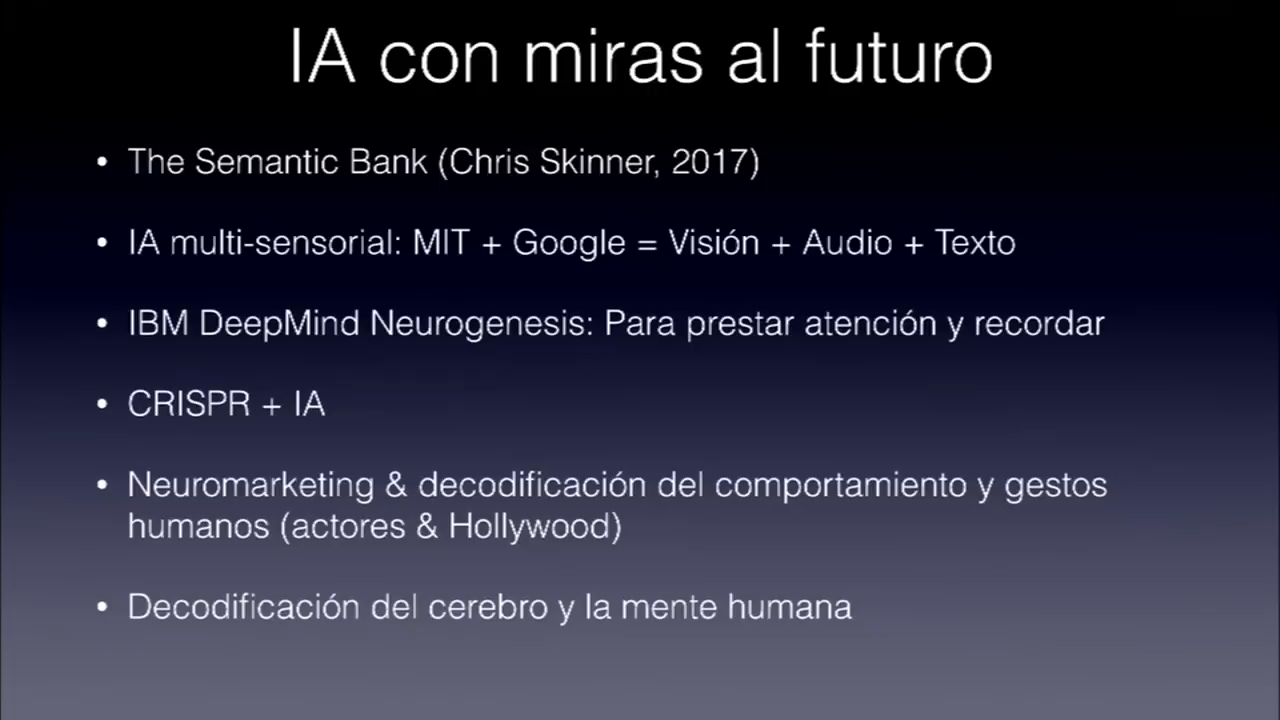 IA con miras al futuro
• The Semantic Bank (Chris Skinner, 2017)
• IA multi-sensorial: MIT + Google = Visión + Audio + Texto
• IBM DeepMind Neurogenesis: Para prestar atención y recordar
• CRISPR + IA
• Neuromarketing & decodificación del comportamiento y gestos
humanos (actores & Hollywood)
• Decodificación del cerebro y la mente humana